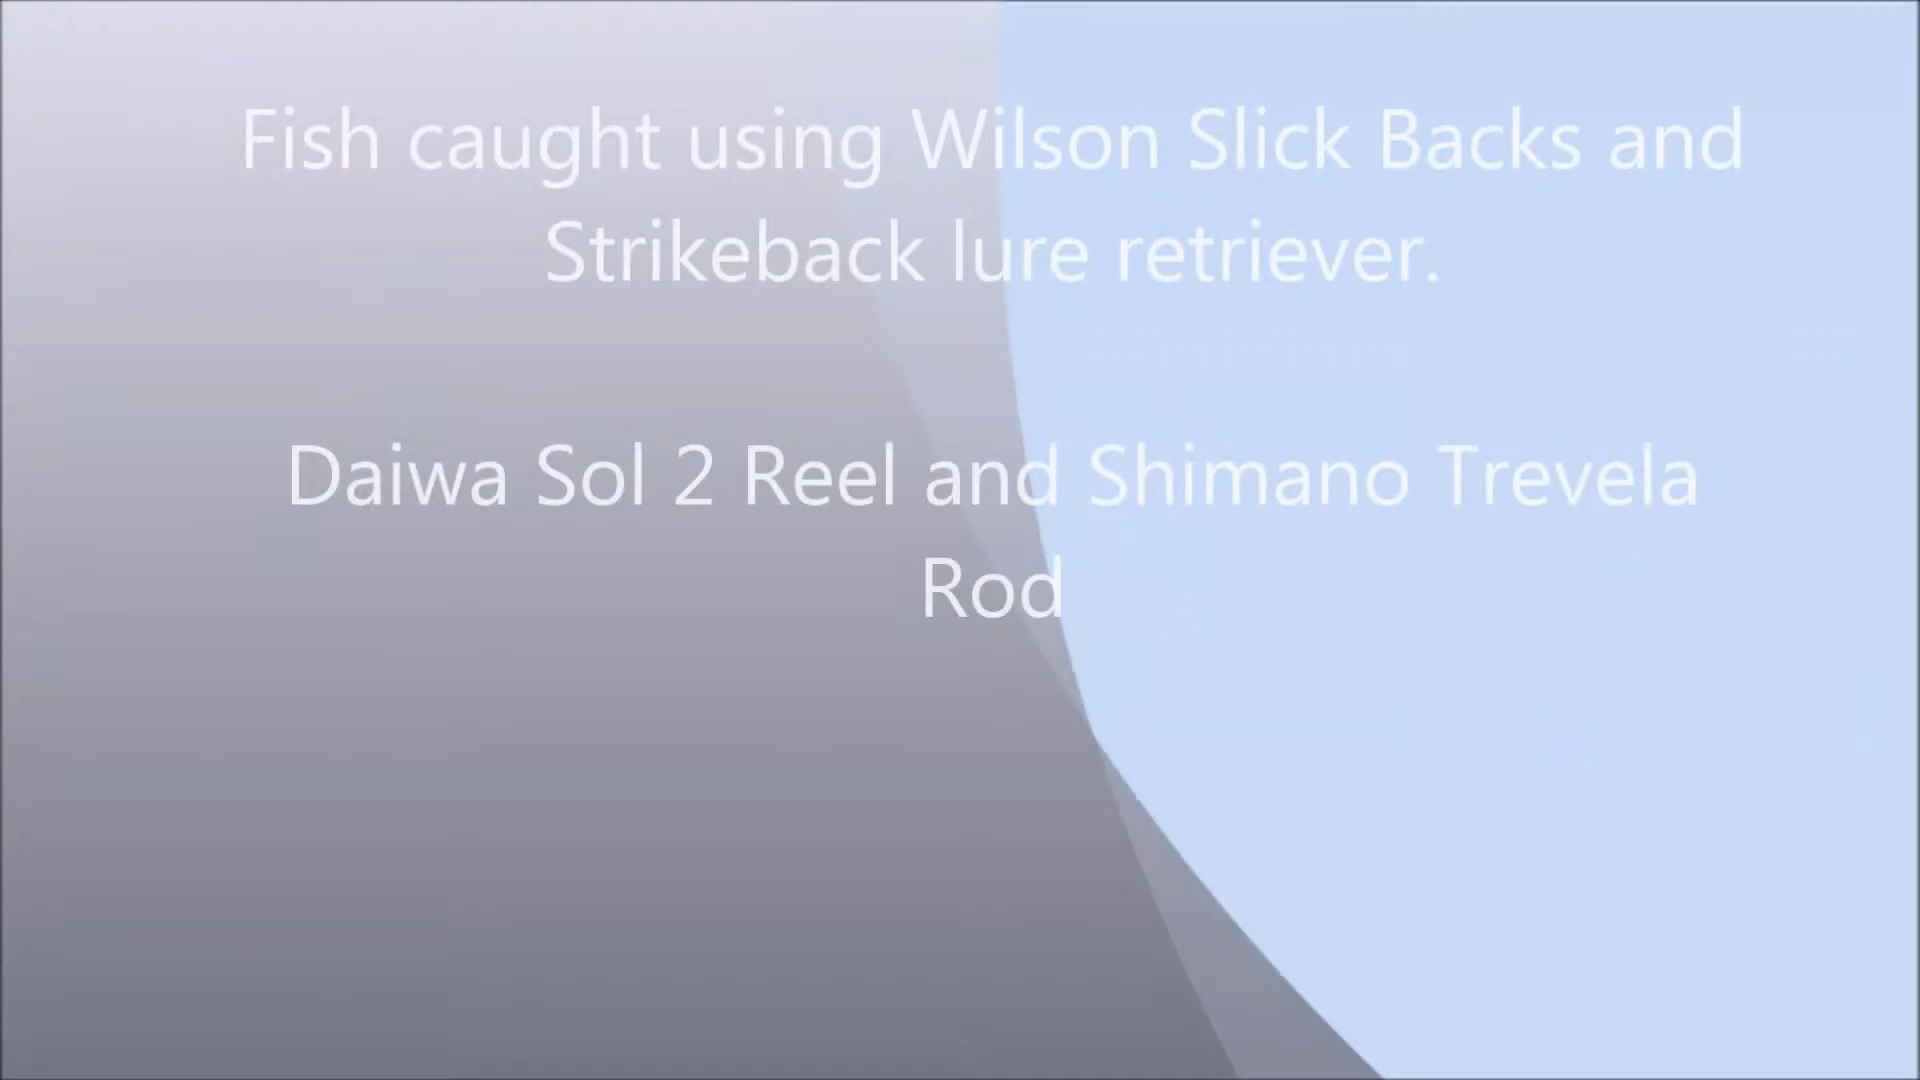 Fish caught using Wilson Slick Backs and
Strikeback lure retriever.
Daiwa Sol 2 Reel and Shimano Trevela
Rod